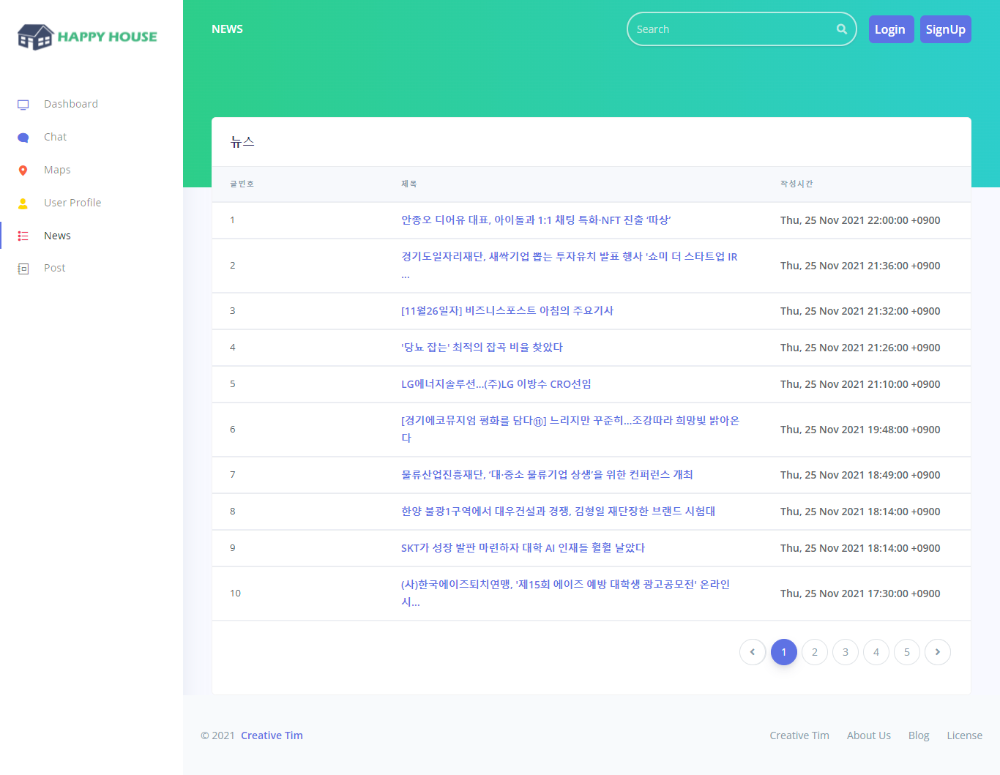 HAPPY HOUSE
NEWS
Search
Login
SignUp
Dashboard
Chat
Maps
User Profile
News
Post
뉴스
글번호 제목 작성시간
1 안종오 디어유 대표, 아이돌과 1:1 채팅 특화·NFT 진출 ‘따상’ Thu, 25 Nov 2021 22:00:00 +0900
2 경기도일자리재단, 새싹기업 뽑는 투자유치 발표 행사 '쇼미 더 스타트업 IR
... Thu, 25 Nov 2021 21:36:00 +0900
3 [11월26일자] 비즈니스포스트 아침의 주요기사 Thu, 25 Nov 2021 21:32:00 +0900
4 '당뇨 잡는' 최적의 잡곡 비율 찾았다 Thu, 25 Nov 2021 21:26:00 +0900
5 LG에너지솔루션...(주)LG 이방수 CRO선임 Thu, 25 Nov 2021 21:10:00 +0900
6 [경기에코뮤지엄 평화를 담다⑪] 느리지만 꾸준히...조강따라 희망빛 밝아온
다 Thu, 25 Nov 2021 19:48:00 +0900
7 물류산업진흥재단, ‘대·중소 물류기업 상생’을 위한 컨퍼런스 개최 Thu, 25 Nov 2021 18:49:00 +0900
8 한양 불광1구역에서 대우건설과 경쟁, 김형일 재단장한 브랜드 시험대 Thu, 25 Nov 2021 18:14:00 +0900
9 SKT가 성장 발판 마련하자 대학 AI 인재들 훨훨 날았다 Thu, 25 Nov 2021 18:14:00 +0900
10 (사)한국에이즈퇴치연맹, '제15회 에이즈 예방 대학생 광고공모전' 온라인
시... Thu, 25 Nov 2021 17:30:00 +0900
1 2 3 4 5
© 2021 Creative Tim
Creative Tim About Us Blog License